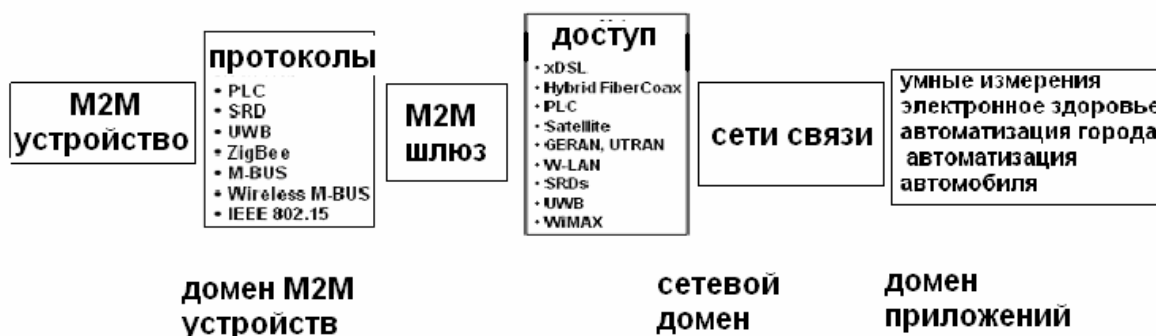 М2М
устройство
протоколы
• PLC
• SRD
• UWB
• ZigBee
• M-BUS
• Wireless M-BUS
• IEEE 802.15
М2М
шлюз
доступ
• xDSL
• Hybrid FiberCoax
• PLC
• Satellite
• GERAN, UTRAN
• W-LAN
• SRDs
• UWB
• WiMAX
сети связи
умные измерения
электронное здоровье
автоматизация города
автоматизация
автомобиля
домен М2М
устройств
сетевой
домен
домен
приложений